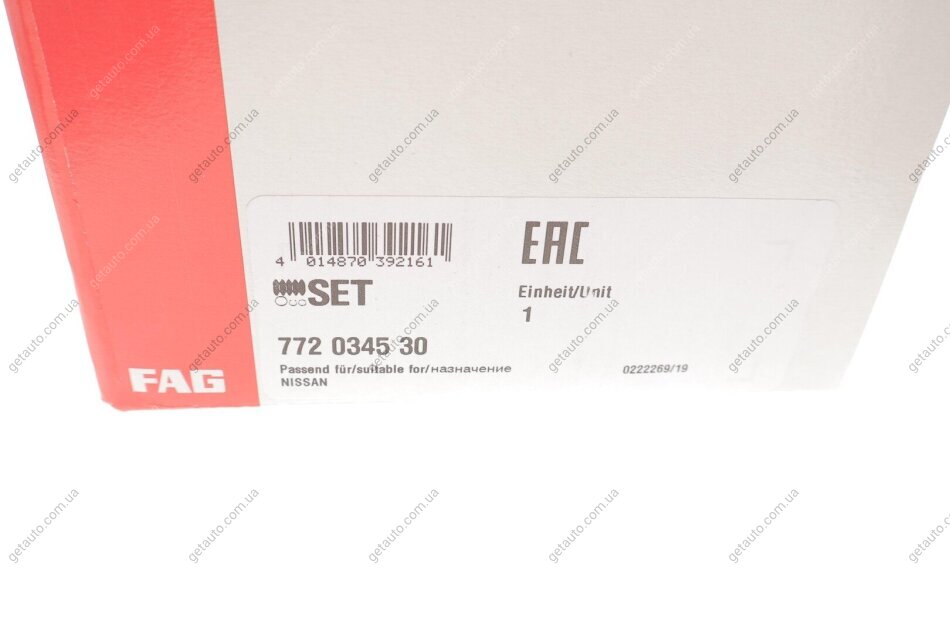 4 014870 392161
EAC
SET
Einheit/Unit
1
772 0345 30
Passend für/suitable for/назначение
NISSAN
0222269/19
FAG
getauto.com.ua